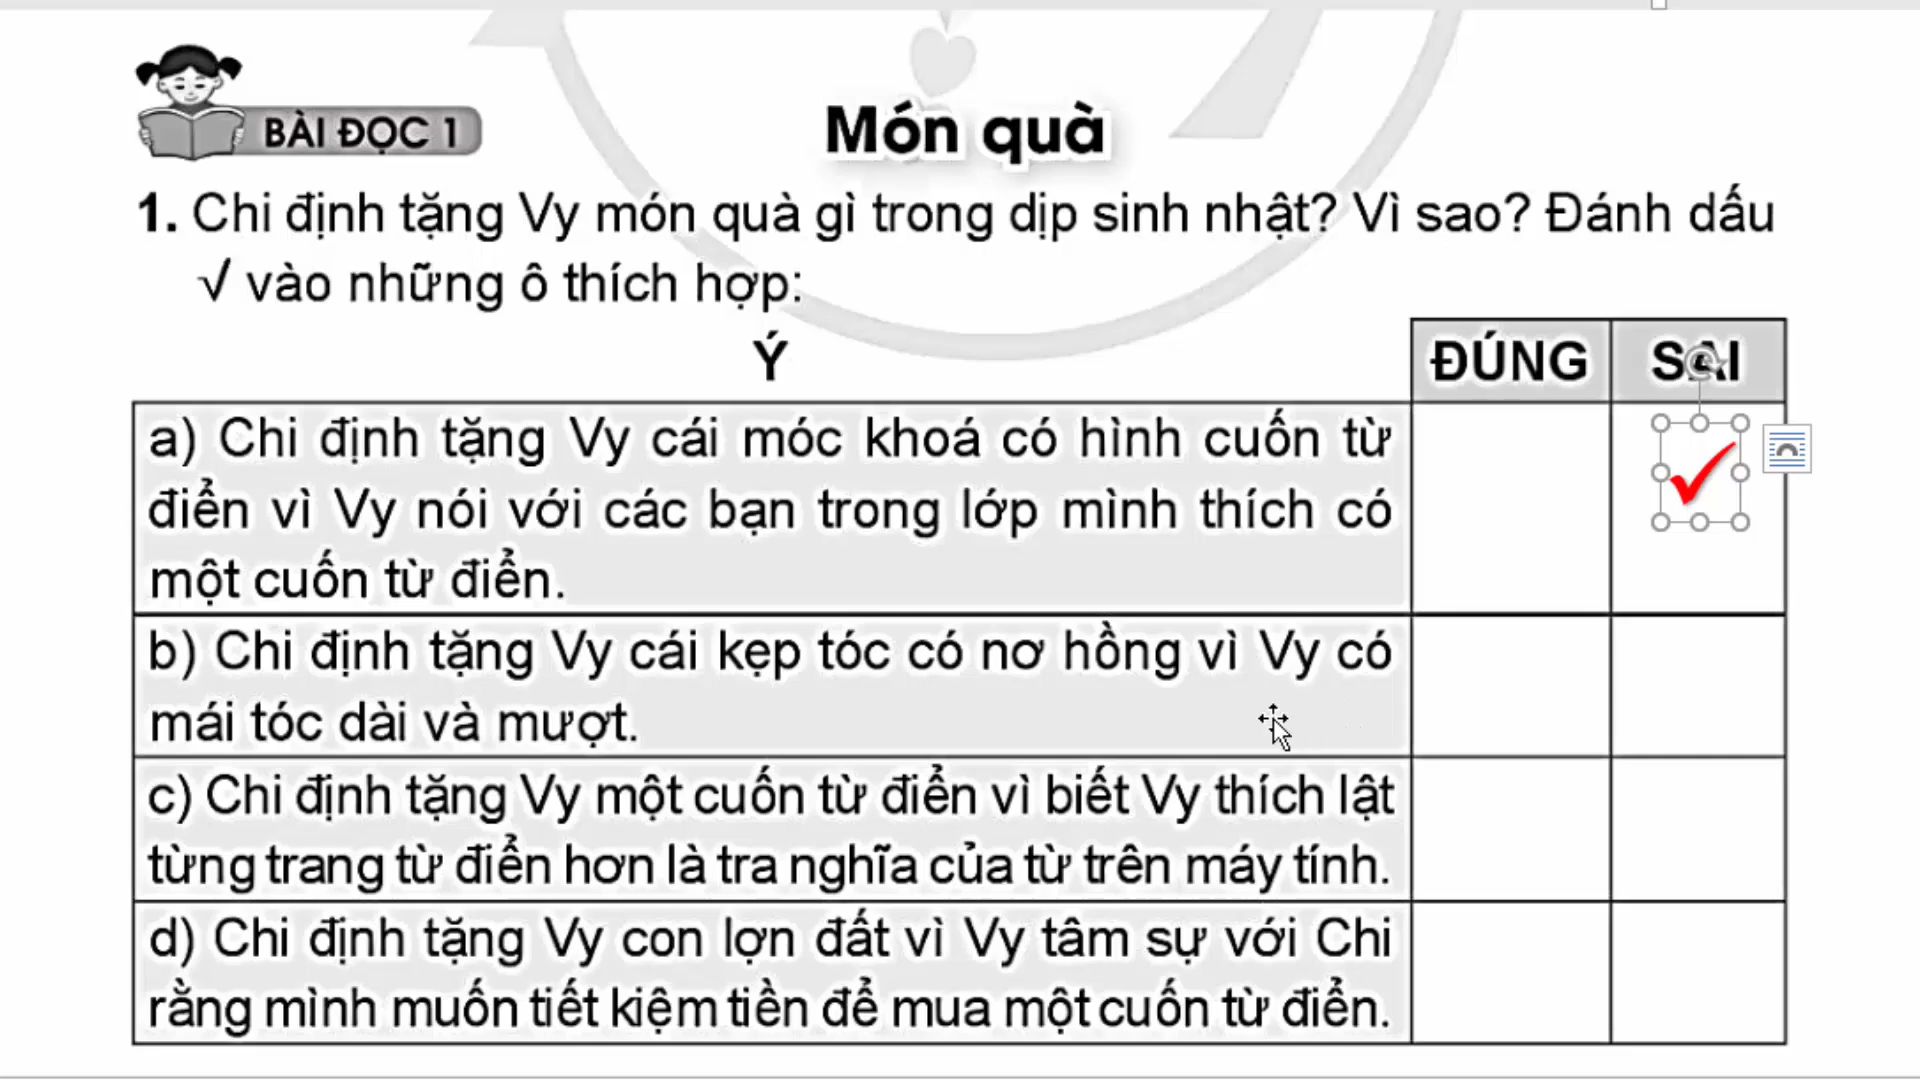 BÀI ĐỌC 1
Món quà
1. Chi định tặng Vy món quà gì trong dịp sinh nhật? Vì sao? Đánh dấu
√ vào những ô thích hợp:
Ý
ĐÚNG
SAI
a) Chi định tặng Vy cái móc khoá có hình cuốn từ
điển vì Vy nói với các bạn trong lớp mình thích có
một cuốn từ điển.
b) Chi định tặng Vy cái kẹp tóc có nơ hồng vì Vy có
mái tóc dài và mượt.
c) Chi định tặng Vy một cuốn từ điển vì biết Vy thích lật
từng trang từ điển hơn là tra nghĩa của từ trên máy tính.
d) Chi định tặng Vy con lợn đất vì Vy tâm sự với Chi
rằng mình muốn tiết kiệm tiền để mua một cuốn từ điển.